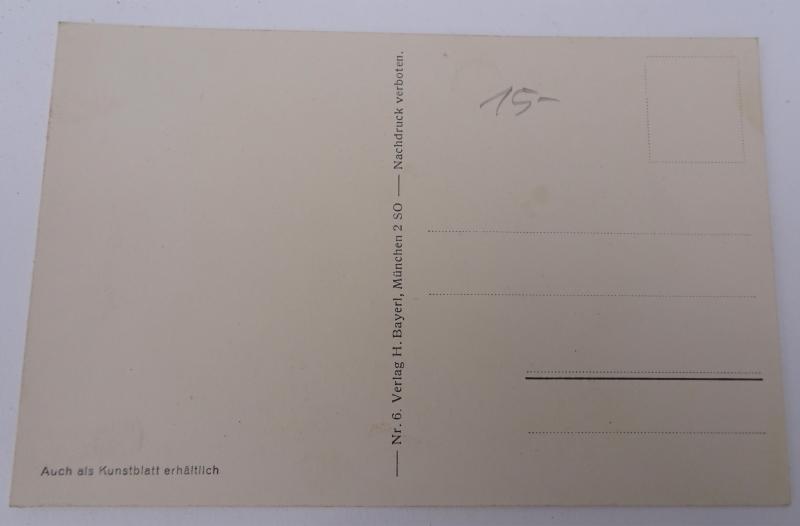 Auch als Kunstblatt erhältlich
— Nr. 6. Verlag H. Bayerl, München 2 SO — Nachdruck verboten.
15-